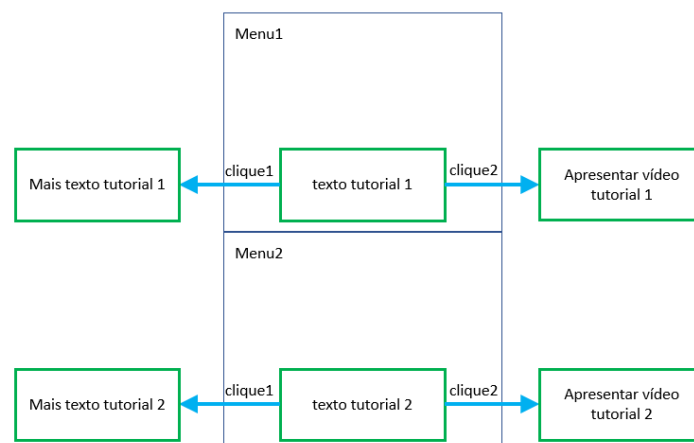 Menu1
clique1
clique2
Mais texto tutorial 1
texto tutorial 1
Apresentar vídeo
tutorial 1
Menu2
clique1
clique2
Mais texto tutorial 2
texto tutorial 2
Apresentar vídeo
tutorial 2